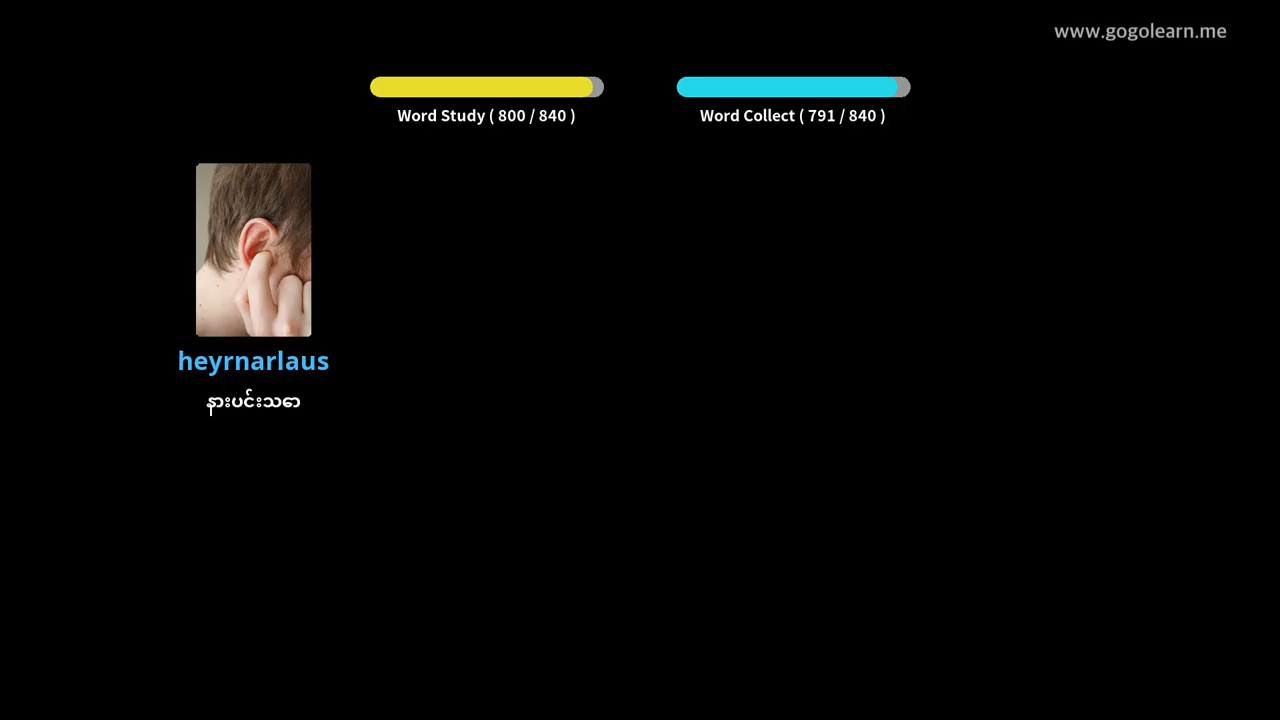 www.gogolearn.me
Word Study ( 800 / 840 )
Word Collect ( 791 / 840 )
heyrnarlaus
နားပင်းသော